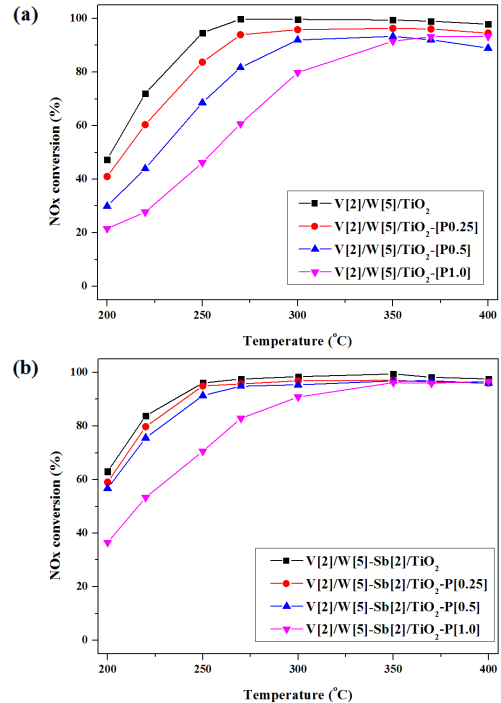 (a)
100
80
60
40
20
0
NOx conversion (%)
V[2]/W[5]/TiO₂
V[2]/W[5]/TiO₂-[P0.25]
V[2]/W[5]/TiO₂-[P0.5]
V[2]/W[5]/TiO₂-[P1.0]
200 250 300 350 400
Temperature (°C)
(b)
100
80
60
40
20
0
NOx conversion (%)
V[2]/W[5]-Sb[2]/TiO₂
V[2]/W[5]-Sb[2]/TiO₂-P[0.25]
V[2]/W[5]-Sb[2]/TiO₂-P[0.5]
V[2]/W[5]-Sb[2]/TiO₂-P[1.0]
200 250 300 350 400
Temperature (°C)